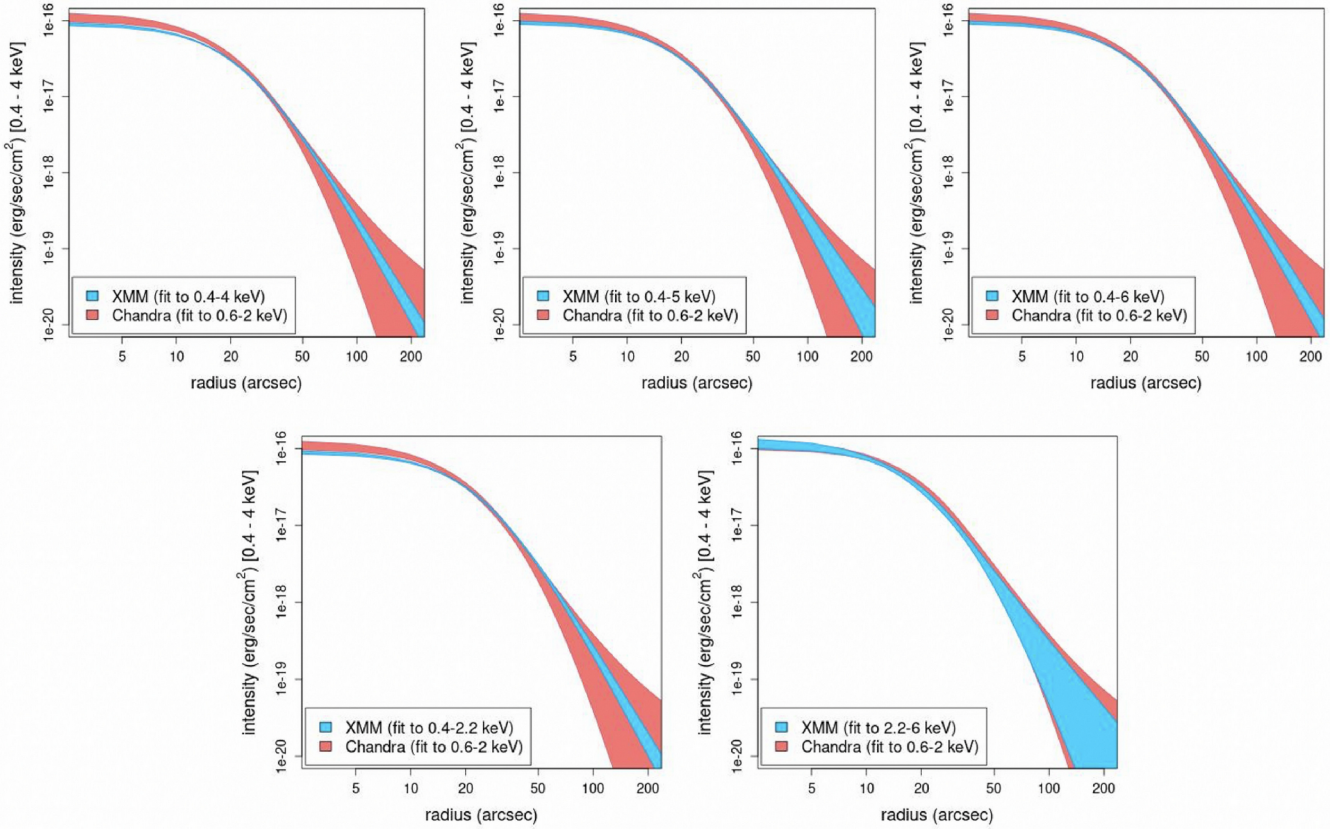 intensity (erg/sec/cm²) [0.4 - 4 keV]
1e-16
1e-17
1e-18
1e-19
1e-20
XMM (fit to 0.4-4 keV)
Chandra (fit to 0.6-2 keV)
5 10 20 50 100 200
radius (arcsec)
intensity (erg/sec/cm²) [0.4 - 4 keV]
1e-16
1e-17
1e-18
1e-19
1e-20
XMM (fit to 0.4-5 keV)
Chandra (fit to 0.6-2 keV)
5 10 20 50 100 200
radius (arcsec)
intensity (erg/sec/cm²) [0.4 - 4 keV]
1e-16
1e-17
1e-18
1e-19
1e-20
XMM (fit to 0.4-6 keV)
Chandra (fit to 0.6-2 keV)
5 10 20 50 100 200
radius (arcsec)
intensity (erg/sec/cm²) [0.4 - 4 keV]
1e-16
1e-17
1e-18
1e-19
1e-20
XMM (fit to 0.4-2.2 keV)
Chandra (fit to 0.6-2 keV)
5 10 20 50 100 200
radius (arcsec)
intensity (erg/sec/cm²) [0.4 - 4 keV]
1e-16
1e-17
1e-18
1e-19
1e-20
XMM (fit to 2.2-6 keV)
Chandra (fit to 0.6-2 keV)
5 10 20 50 100 200
radius (arcsec)